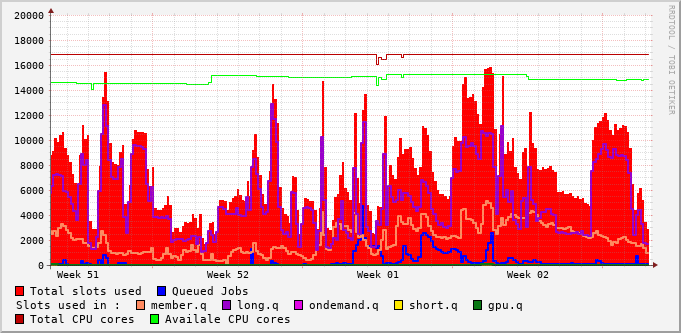 20000
18000
16000
14000
12000
10000
8000
6000
4000
2000
0
Week 51 Week 52 Week 01 Week 02
RRDTOOL / TOBI OETIKER
Total slots used Queued Jobs
Slots used in : member.q long.q ondemand.q short.q gpu.q
Total CPU cores Availale CPU cores